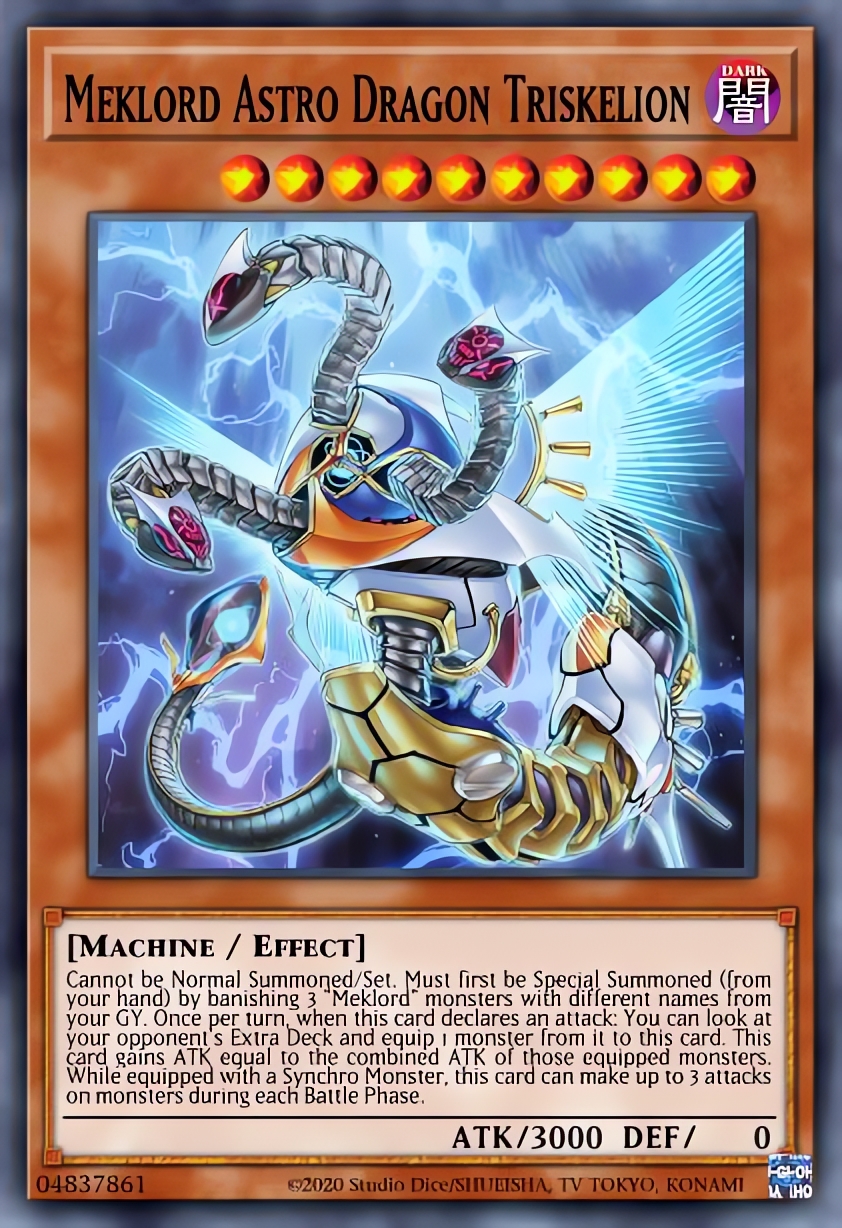 MEKLORD ASTRO DRAGON TRISKELION
DARK
闇
[MACHINE / EFFECT]
Cannot be Normal Summoned/Set. Must first be Special Summoned (from
your hand) by banishing 3 "Meklord" monsters with different names from
your GY. Once per turn, when this card declares an attack: You can look at
your opponent's Extra Deck and equip 1 monster from it to this card. This
card gains ATK equal to the combined ATK of those equipped monsters.
While equipped with a Synchro Monster, this card can make up to 3 attacks
on monsters during each Battle Phase.
ATK/3000 DEF/ 0
04837861
©2020 Studio Dice/SHUEISHA, TV TOKYO, KONAMI